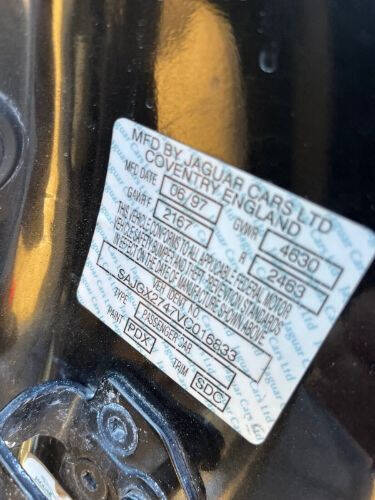 MFD BY JAGUAR CARS LTD
COVENTRY, ENGLAND
MFG DATE 06/97 GVWR 4630
GAWR F 2167 R 2463
THIS VEHICLE CONFORMS TO ALL APPLICABLE FEDERAL MOTOR
VEHICLE SAFETY, BUMPER AND THEFT PREVENTION STANDARDS
IN EFFECT ON THE DATE OF MANUFACTURE SHOWN ABOVE
VEH. IDENT. NO.
SAJGX2747VC016833
TYPE PASSENGER JAR
PAINT PDX TRIM SDC